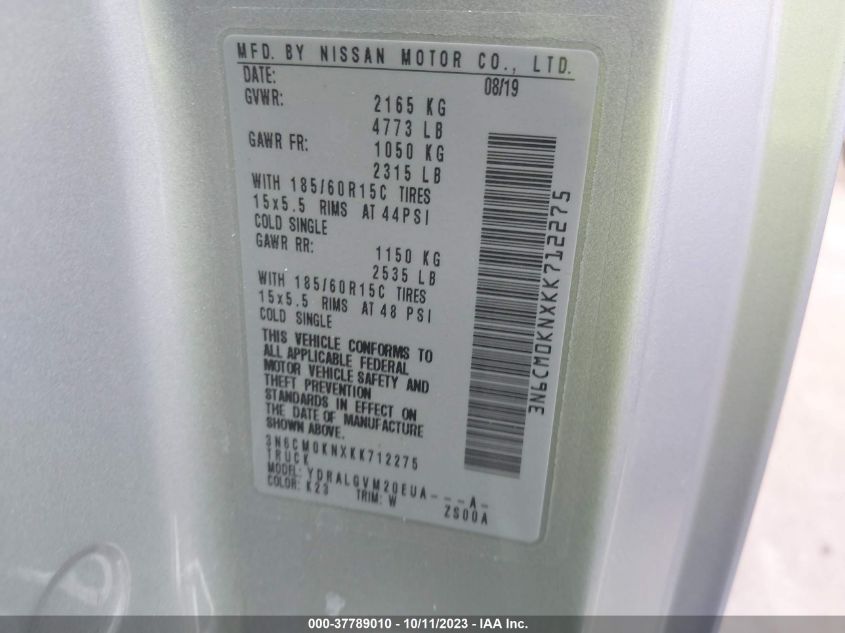 MFD. BY NISSAN MOTOR CO., LTD.
DATE: 08/19
GVWR: 2165 KG
4773 LB
GAWR FR: 1050 KG
2315 LB
WITH 185/60R15C TIRES
15x5.5 RIMS AT 44PSI
COLD SINGLE
GAWR RR: 1150 KG
2535 LB
WITH 185/60R15C TIRES
15x5.5 RIMS AT 48 PSI
COLD SINGLE
THIS VEHICLE CONFORMS TO
ALL APPLICABLE FEDERAL
MOTOR VEHICLE SAFETY AND
THEFT PREVENTION
STANDARDS IN EFFECT ON
THE DATE OF MANUFACTURE
SHOWN ABOVE.
3N6CM0KNXKK712275
TRUCK
MODEL: YDRALGVM20EUA---A-
COLOR: K23 TRIM: W ZS00A
3N6CM0KNXKK712275
000-37789010 - 10/11/2023 - IAA Inc.